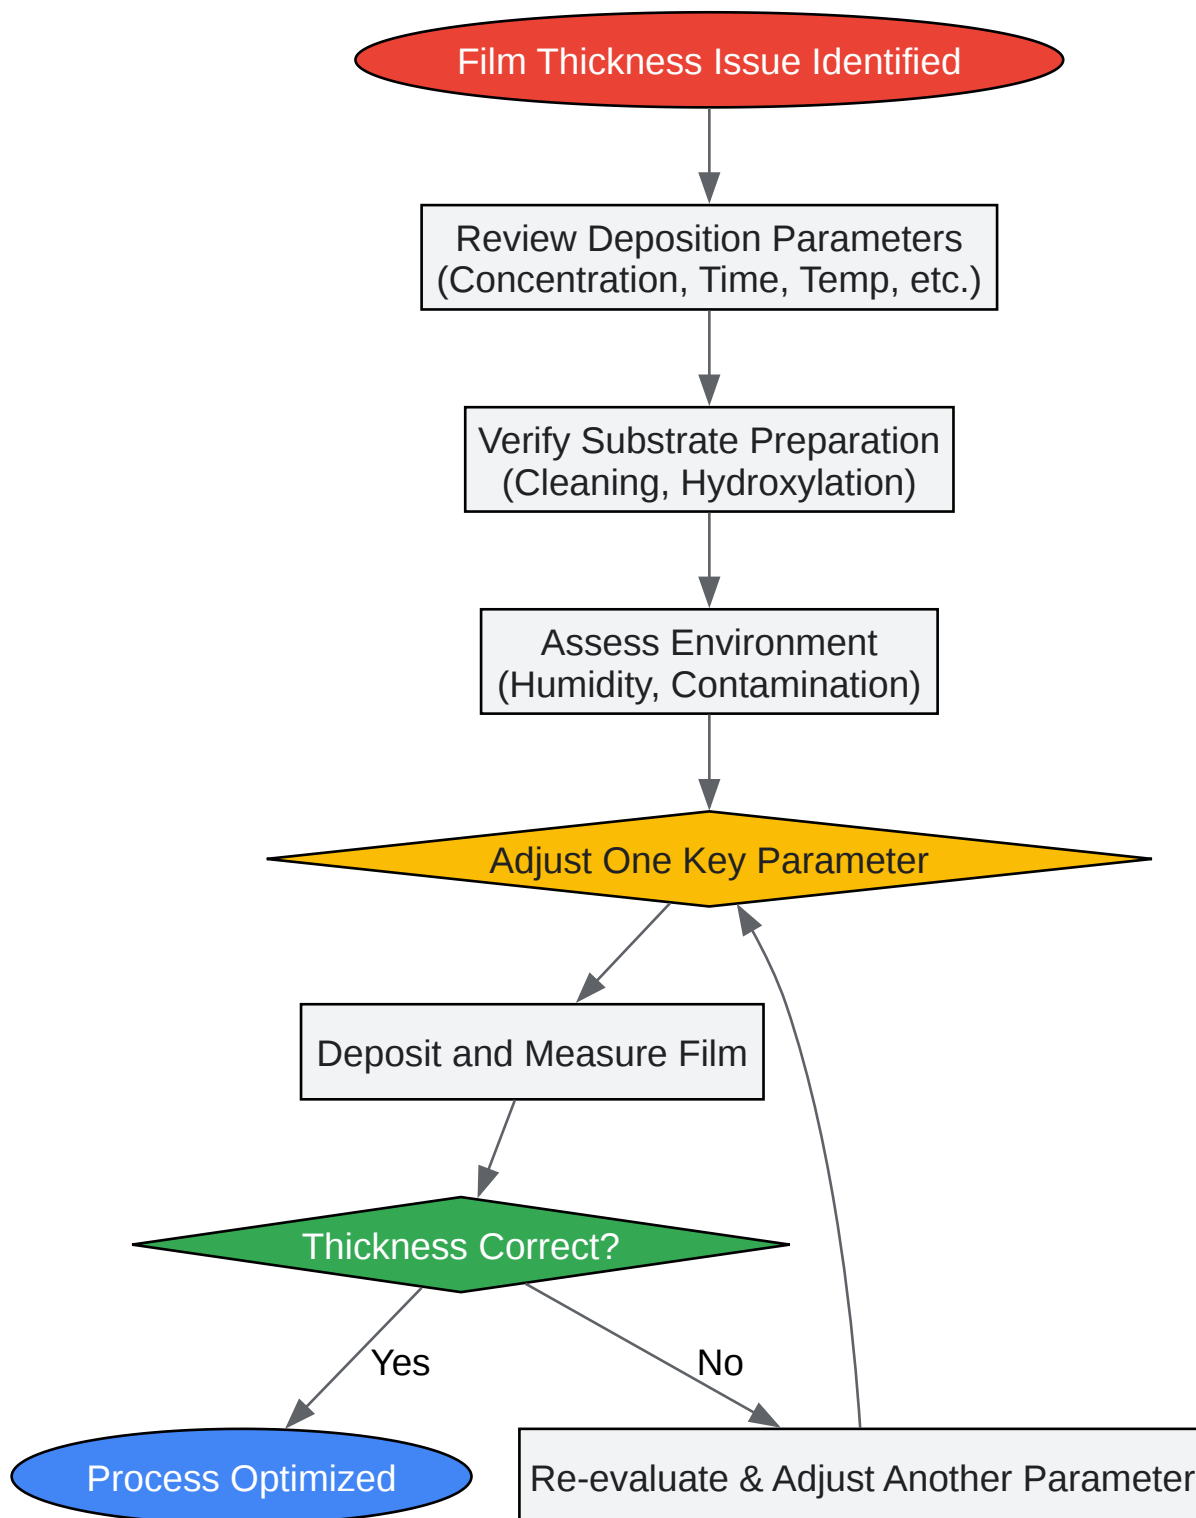 Film Thickness Issue Identified
Review Deposition Parameters
(Concentration, Time, Temp, etc.)
Verify Substrate Preparation
(Cleaning, Hydroxylation)
Assess Environment
(Humidity, Contamination)
Adjust One Key Parameter
Deposit and Measure Film
Thickness Correct?
Yes
No
Process Optimized
Re-evaluate & Adjust Another Parameter